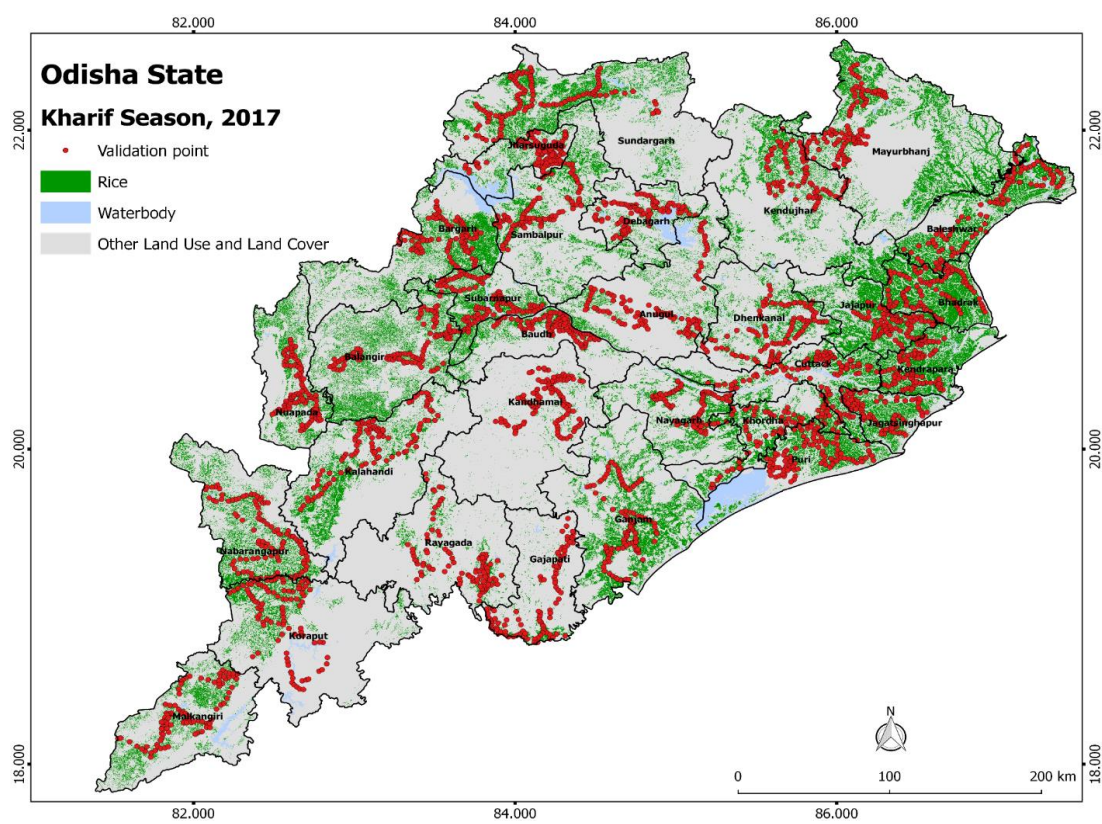 82.000 84.000 86.000
Odisha State
Kharif Season, 2017
Validation point
Rice
Waterbody
Other Land Use and Land Cover
22.000
22.000
Jharsuguda
Sundargarh
Mayurbhanj
Kendujhar
Debagarh
Bargarh
Sambalpur
Baleshwar
Subarnapur
Anugul
Jajapur
Bhadrak
Dhenkanal
Baudh
Balangir
Cuttack
Kendrapara
Kandhamal
Nuapada
Nayagarh
Khordha
Jagatsinghapur
20.000
20.000
Puri
Kalahandi
Ganjam
Rayagada
Nabarangapur
Gajapati
Koraput
Malkangiri
N
18.000
18.000
0 100 200 km
82.000 84.000 86.000